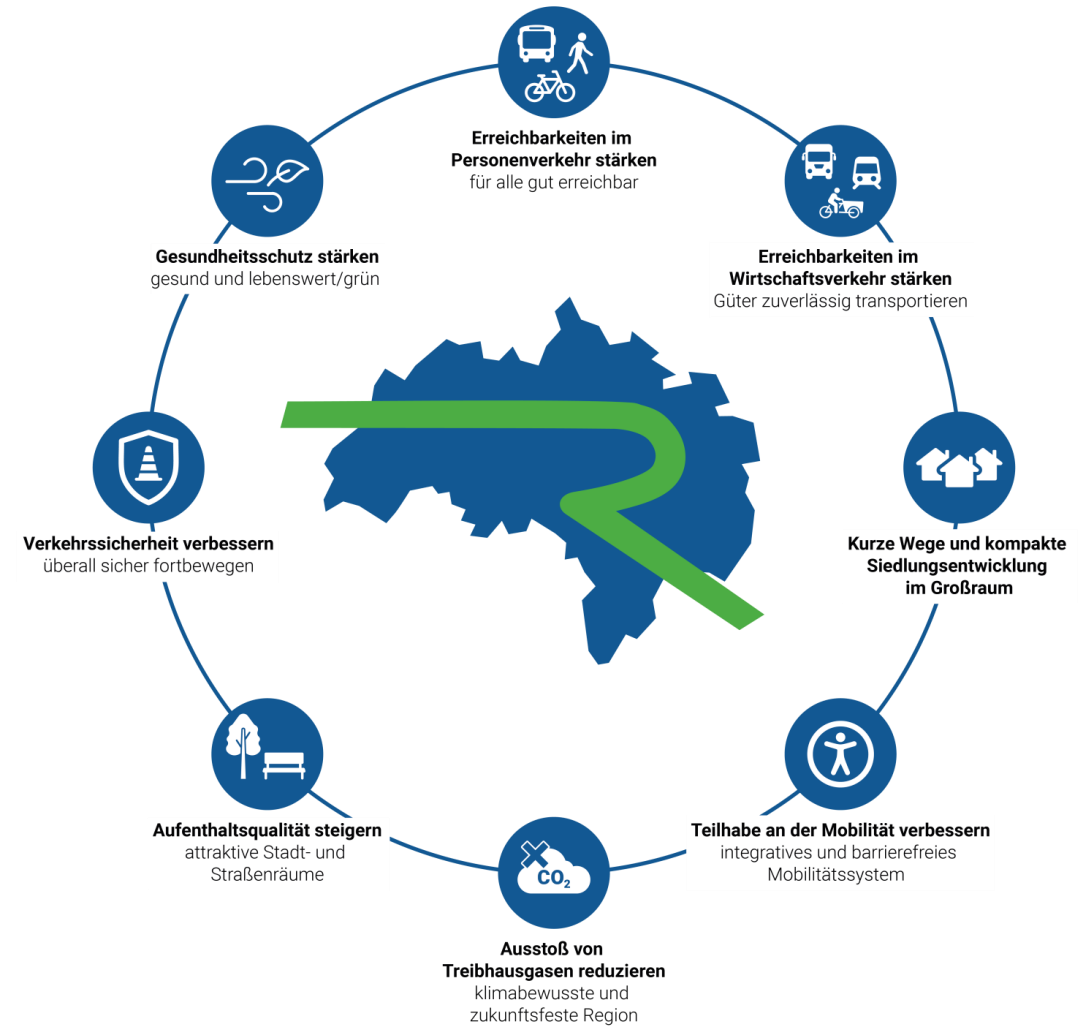 Erreichbarkeiten im
Personenverkehr stärken
für alle gut erreichbar
Erreichbarkeiten im
Wirtschaftsverkehr stärken
Güter zuverlässig transportieren
Kurze Wege und kompakte
Siedlungsentwicklung
im Großraum
Teilhabe an der Mobilität verbessern
integratives und barrierefreies
Mobilitätssystem
CO₂
Ausstoß von
Treibhausgasen reduzieren
klimabewusste und
zukunftsfeste Region
Aufenthaltsqualität steigern
attraktive Stadt- und
Straßenräume
Verkehrssicherheit verbessern
überall sicher fortbewegen
Gesundheitsschutz stärken
gesund und lebenswert/grün